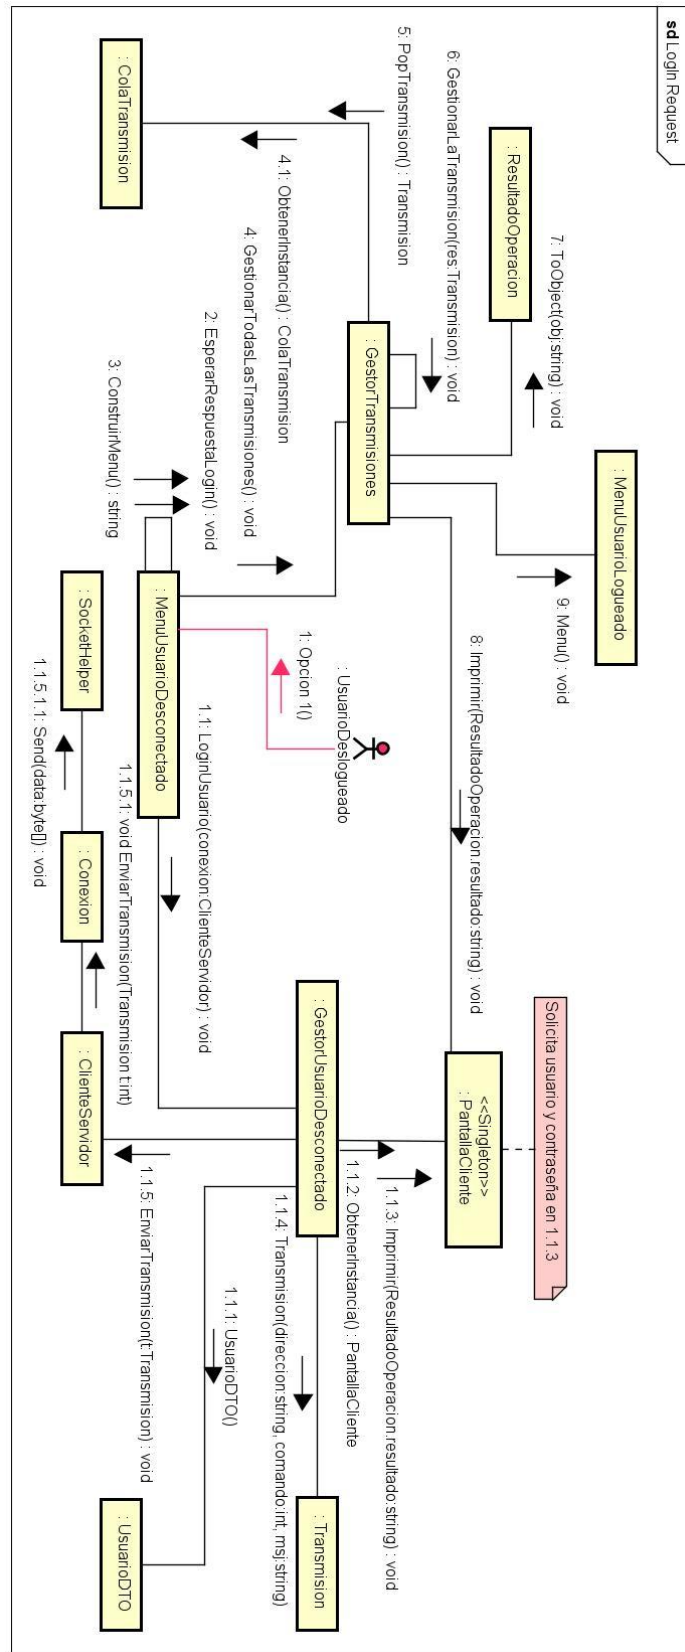 sd LogIn Request
: ResultadoOperacion
7: ToObject(obj:string) : void
: MenuUsuarioLogueado
9: Menu() : void
6: GestionarLaTransmision(res:Transmision) : void
5: PopTransmision() : Transmision
: ColaTransmision
4.1: ObtenerInstancia() : ColaTransmision
: GestorTransmisiones
8: Imprimir(ResultadoOperacion.resultado:string) : void
Solicita usuario y contraseña en 1.1.3
<<Singleton>>
: PantallaCliente
4: GestionarTodasLasTransmisiones() : void
2: EsperarRespuestaLogin() : void
3: ConstruirMenu() : string
: UsuarioDeslogueado
1: Opcion 1()
: MenuUsuarioDesconectado
1.1: LoginUsuario(conexion:ClienteServidor) : void
: GestorUsuarioDesconectado
1.1.3: Imprimir(ResultadoOperacion.resultado:string) : void
1.1.2: ObtenerInstancia() : PantallaCliente
1.1.4: Transmision(direccion:string, comando:int, msj:string)
: Transmision
1.1.1: UsuarioDTO()
: UsuarioDTO
: SocketHelper
1.1.5.1.1: Send(data:byte[]) : void
: Conexion
1.1.5.1: void EnviarTransmision(Transmision t:int)
: ClienteServidor
1.1.5: EnviarTransmision(t:Transmision) : void